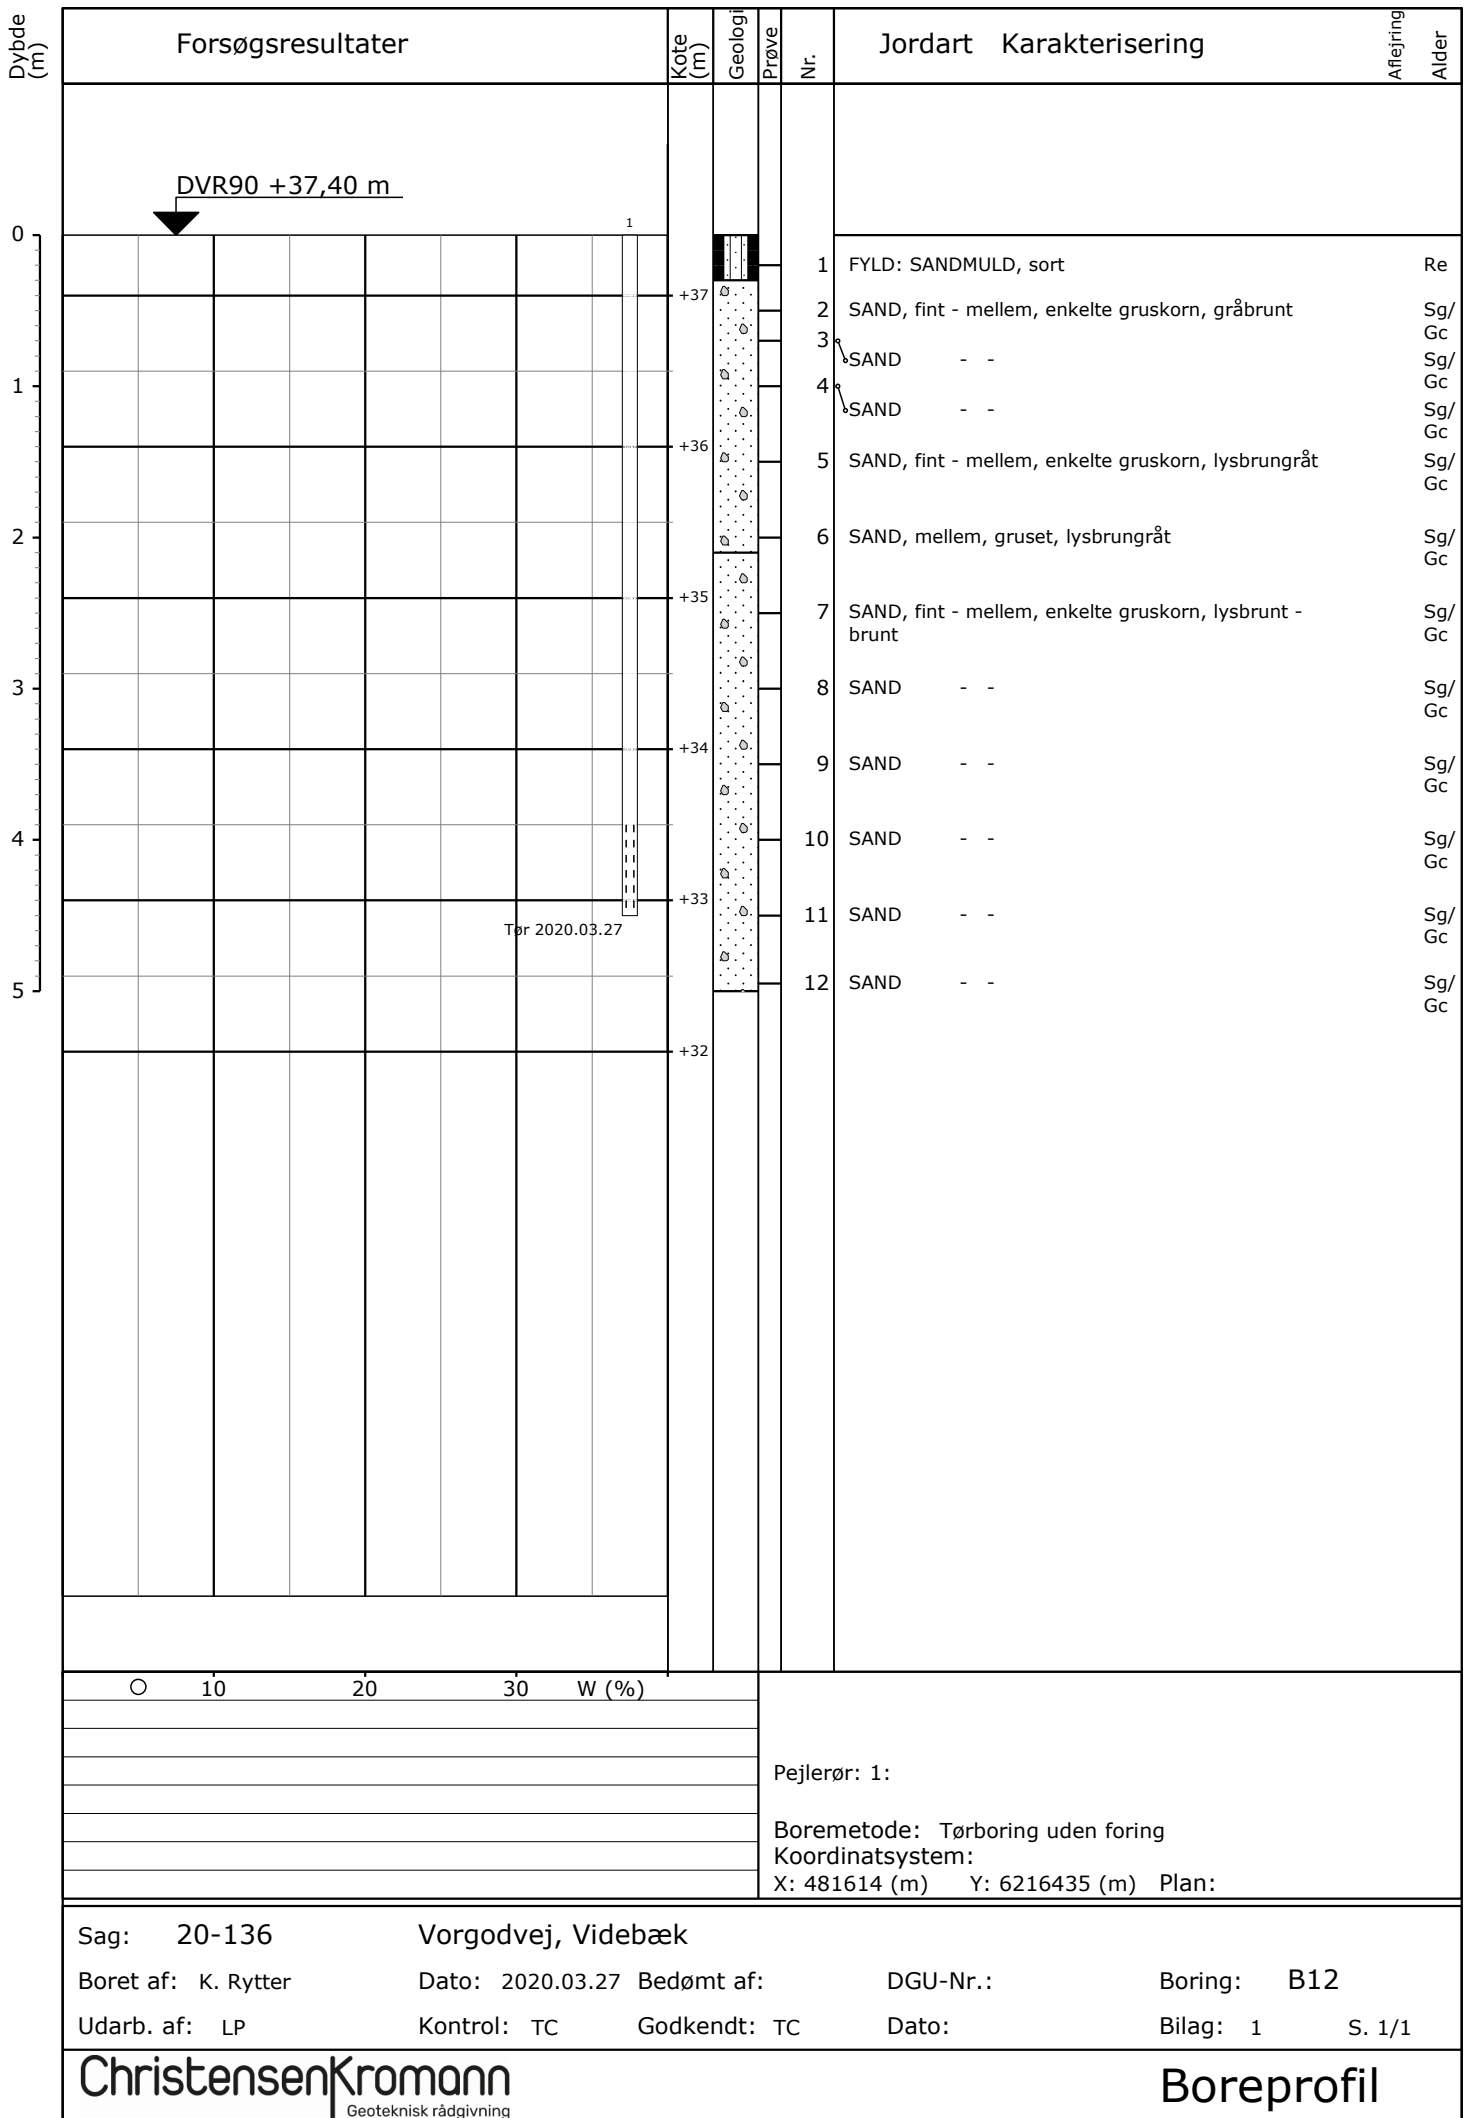 Dybde (m)
Forsøgsresultater
Kote (m)
Geologi
Prøve
Nr.
Jordart Karakterisering
Aflejring
Alder
DVR90 +37,40 m
1
0
1
2
3
4
5
+37
+36
+35
+34
+33
+32
Tør 2020.03.27
1 FYLD: SANDMULD, sort Re
2 SAND, fint - mellem, enkelte gruskorn, gråbrunt Sg/
Gc
3 SAND - - Sg/
Gc
4 SAND - - Sg/
Gc
5 SAND, fint - mellem, enkelte gruskorn, lysbrungråt Sg/
Gc
6 SAND, mellem, gruset, lysbrungråt Sg/
Gc
7 SAND, fint - mellem, enkelte gruskorn, lysbrunt - Sg/
brunt Gc
8 SAND - - Sg/
Gc
9 SAND - - Sg/
Gc
10 SAND - - Sg/
Gc
11 SAND - - Sg/
Gc
12 SAND - - Sg/
Gc
10 20 30 W (%)
Pejlerør: 1:
Boremetode: Tørboring uden foring
Koordinatsystem:
X: 481614 (m) Y: 6216435 (m) Plan:
Sag: 20-136 Vorgodvej, Videbæk
Boret af: K. Rytter Dato: 2020.03.27 Bedømt af: DGU-Nr.: Boring: B12
Udarb. af: LP Kontrol: TC Godkendt: TC Dato: Bilag: 1 S. 1/1
ChristensenKromann
Geoteknisk rådgivning
Boreprofil